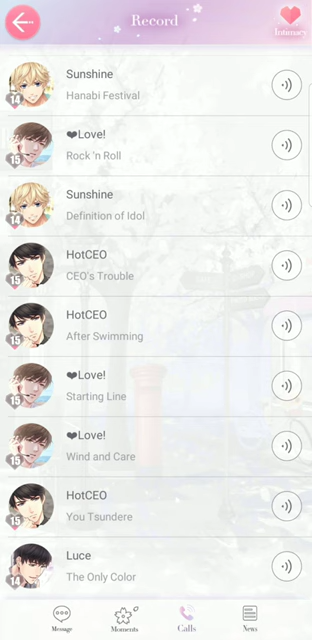 Record
Intimacy
Sunshine
14
Hanabi Festival
❤Love!
15
Rock 'n Roll
Sunshine
14
Definition of Idol
HotCEO
15
CEO's Trouble
HotCEO
15
After Swimming
❤Love!
15
Starting Line
❤Love!
15
Wind and Care
HotCEO
15
You Tsundere
Luce
14
The Only Color
Message
Moments
Calls
News